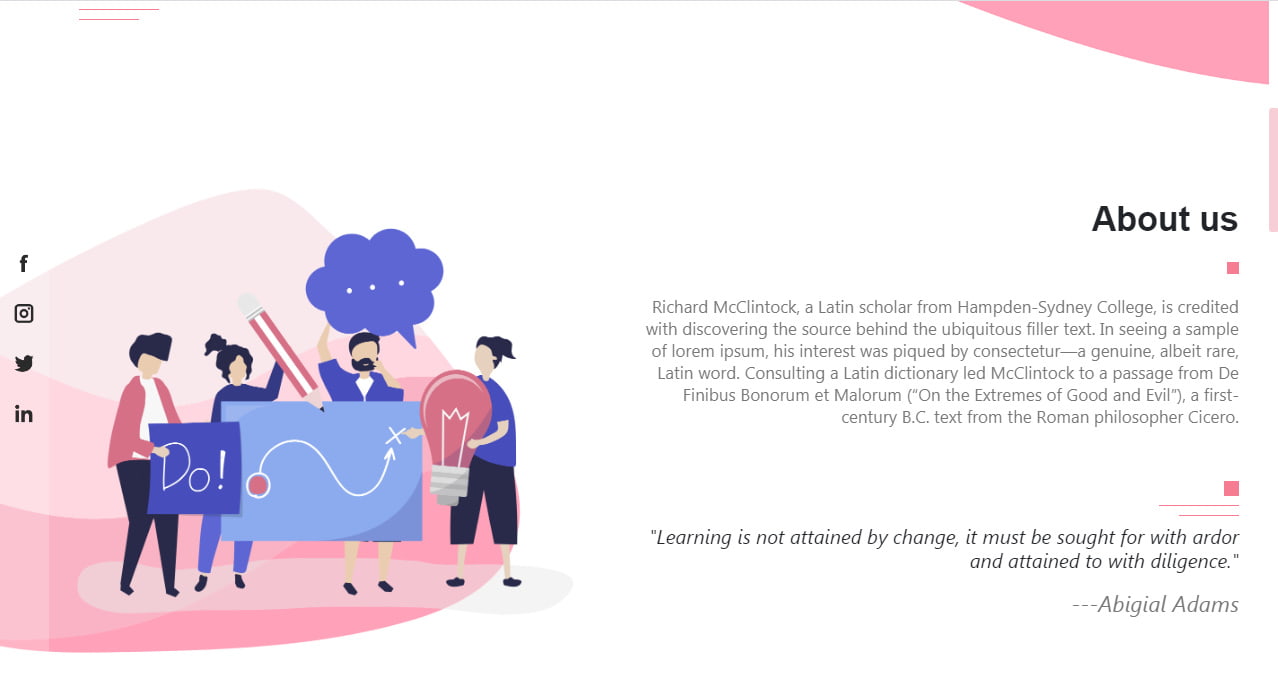 About us
Richard McClintock, a Latin scholar from Hampden-Sydney College, is credited
with discovering the source behind the ubiquitous filler text. In seeing a sample
of lorem ipsum, his interest was piqued by consectetur—a genuine, albeit rare,
Latin word. Consulting a Latin dictionary led McClintock to a passage from De
Finibus Bonorum et Malorum (“On the Extremes of Good and Evil”), a first-
century B.C. text from the Roman philosopher Cicero.
Do!
"Learning is not attained by change, it must be sought for with ardor
and attained to with diligence."
---Abigial Adams